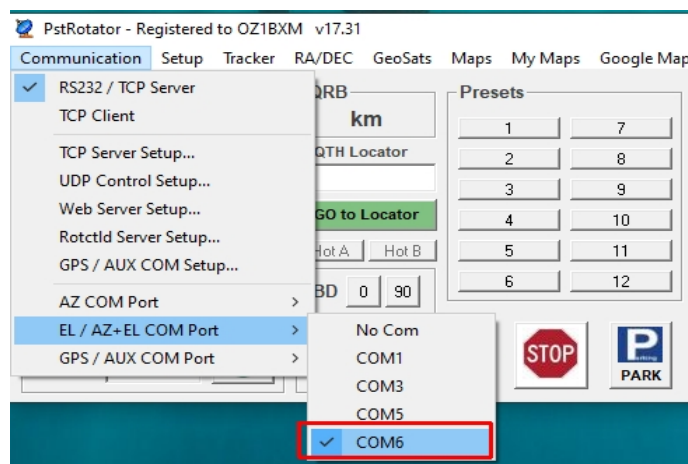 PstRotator - Registered to OZ1BXM v17.31
Communication Setup Tracker RA/DEC GeoSats Maps My Maps Google Map
RS232 / TCP Server
TCP Client
TCP Server Setup...
UDP Control Setup...
Web Server Setup...
Rotctld Server Setup...
GPS / AUX COM Setup...
AZ COM Port >
EL / AZ+EL COM Port >
GPS / AUX COM Port >
No Com
COM1
COM3
COM5
COM6
QRB
km
QTH Locator
GO to Locator
Hot A Hot B
BD 0 90
Presets
1 7
2 8
3 9
4 10
5 11
6 12
STOP
P
PARK